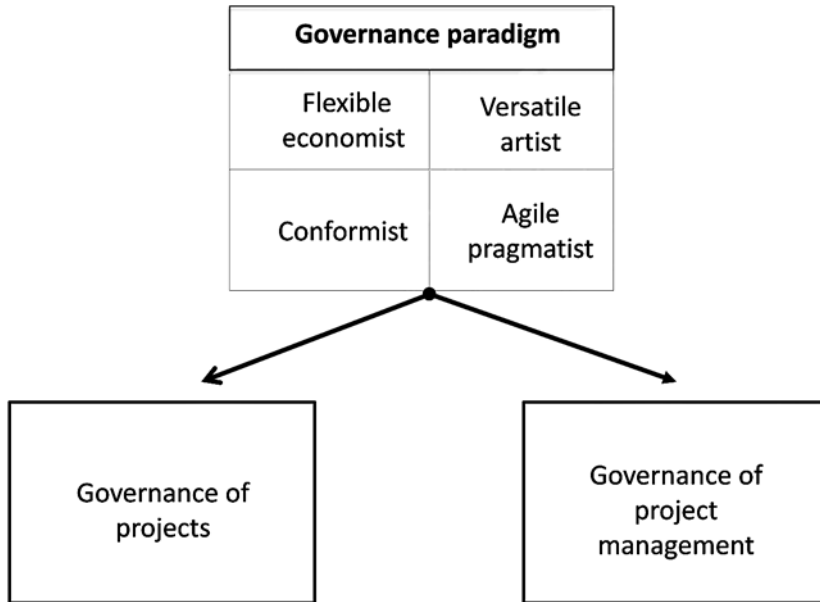 Governance paradigm
Flexible
economist
Versatile
artist
Conformist
Agile
pragmatist
Governance of
projects
Governance of
project
management